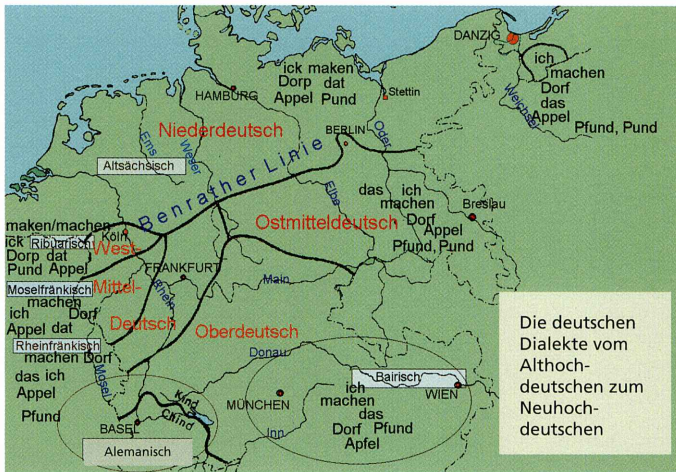 DANZIG
ich
machen
Dorf
das
Appel
Pfund, Pund
Weichsel
ick maken
Dorp dat
Appel Pund
HAMBURG
Stettin
Niederdeutsch
BERLIN
Oder
Ems
Weser
Altsächsisch
Benrather Linie
Elbe
das ich
machen
Dorf
Appel
Pfund, Pund
Breslau
Ostmitteldeutsch
maken/machen
Köln
ick
Ribuarisch
Dorp dat
Pund Appel
West-
Mittel-
Deutsch
FRANKFURT
Rhein
Main
Moselfränkisch
machen
ich Dorf
Appel dat
Rheinfränkisch
machen Dorf
das ich
Appel
Pfund
Mosel
Oberdeutsch
Donau
Bairisch
WIEN
MÜNCHEN
ich
machen
das
Dorf Pfund
Apfel
Inn
Kind
Chind
BASEL
Alemanisch
Die deutschen
Dialekte vom
Althoch-
deutschen zum
Neuhoch-
deutschen